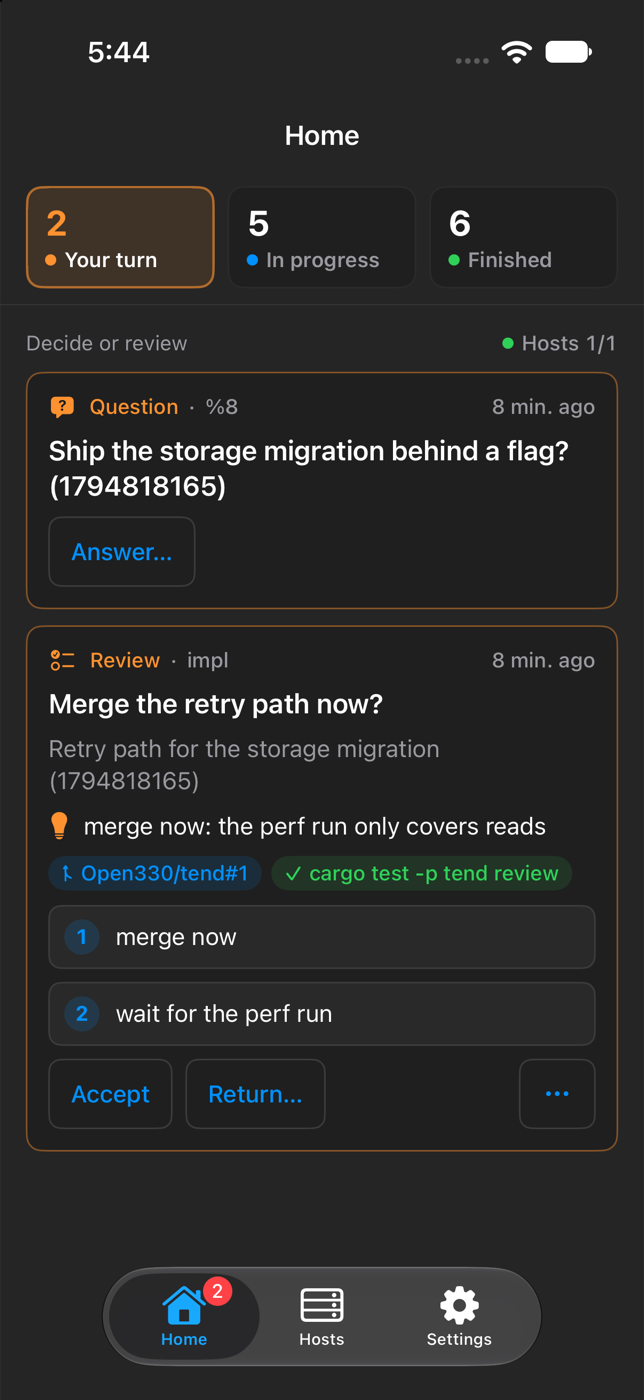 5:44
Home
2
Your turn
5
In progress
6
Finished
Decide or review
Hosts 1/1
? Question · %8
8 min. ago
Ship the storage migration behind a flag?
(1794818165)
Answer...
Review · impl
8 min. ago
Merge the retry path now?
Retry path for the storage migration
(1794818165)
merge now: the perf run only covers reads
Open330/tend#1
✓ cargo test -p tend review
1 merge now
2 wait for the perf run
Accept
Return...
...
2
Home
Hosts
Settings